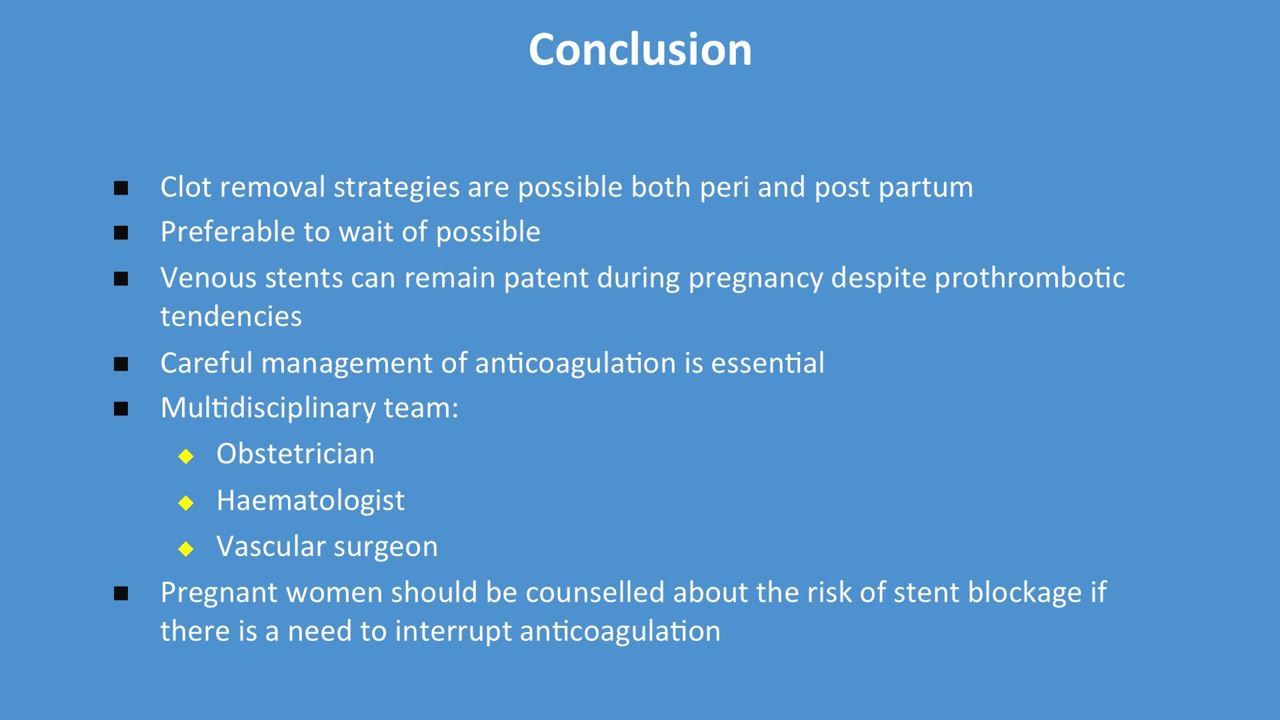 Conclusion
Clot removal strategies are possible both peri and post partum
Preferable to wait of possible
Venous stents can remain patent during pregnancy despite prothrombotic
tendencies
Careful management of anticoagulation is essential
Multidisciplinary team:
Obstetrician
Haematologist
Vascular surgeon
Pregnant women should be counselled about the risk of stent blockage if
there is a need to interrupt anticoagulation